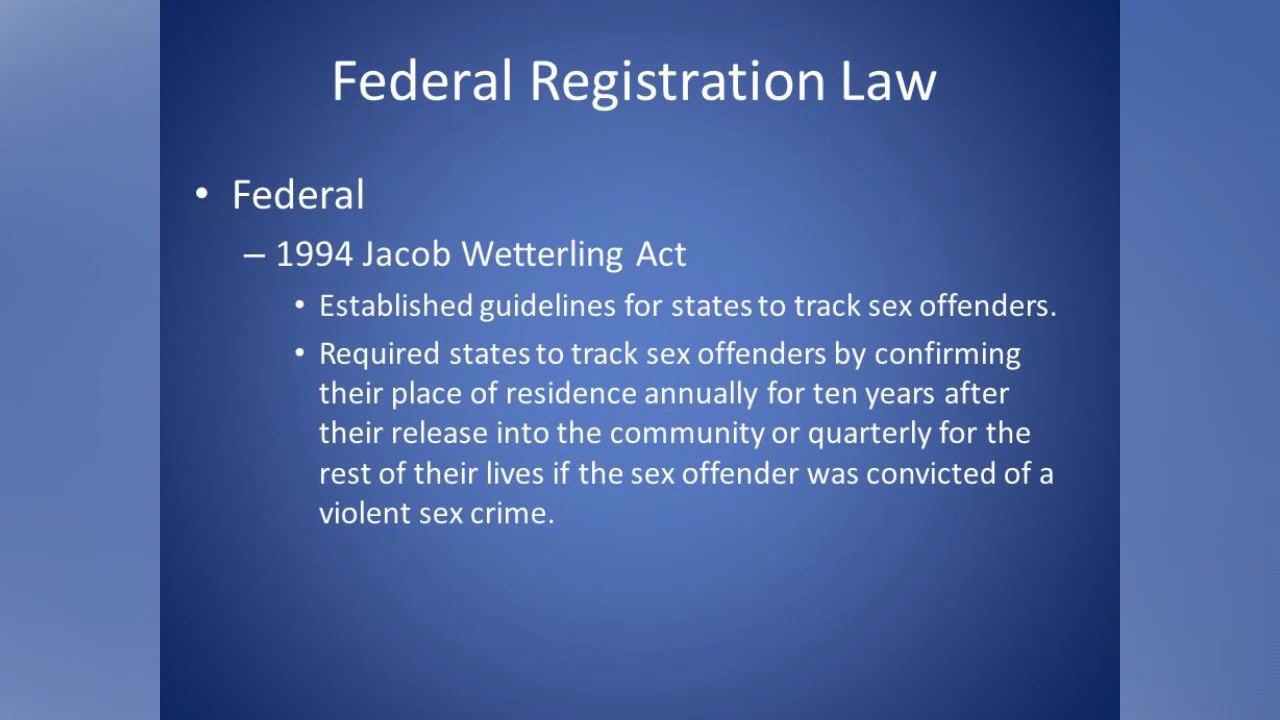 Federal Registration Law
• Federal
– 1994 Jacob Wetterling Act
• Established guidelines for states to track sex offenders.
• Required states to track sex offenders by confirming
their place of residence annually for ten years after
their release into the community or quarterly for the
rest of their lives if the sex offender was convicted of a
violent sex crime.